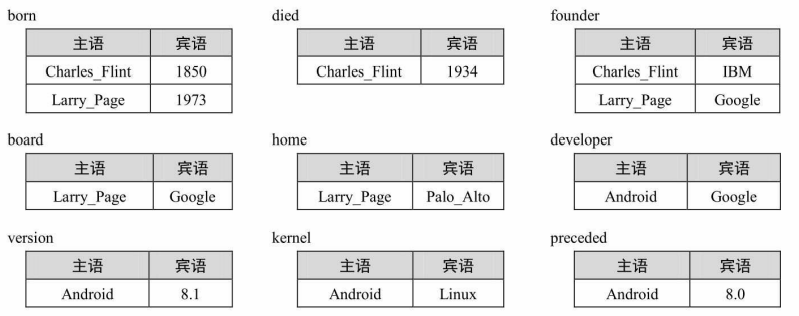 born died founder
主语 宾语 主语 宾语 主语 宾语
Charles_Flint 1850 Charles_Flint 1934 Charles_Flint IBM
Larry_Page 1973 Larry_Page Google
board home developer
主语 宾语 主语 宾语 主语 宾语
Larry_Page Google Larry_Page Palo_Alto Android Google
version kernel preceded
主语 宾语 主语 宾语 主语 宾语
Android 8.1 Android Linux Android 8.0